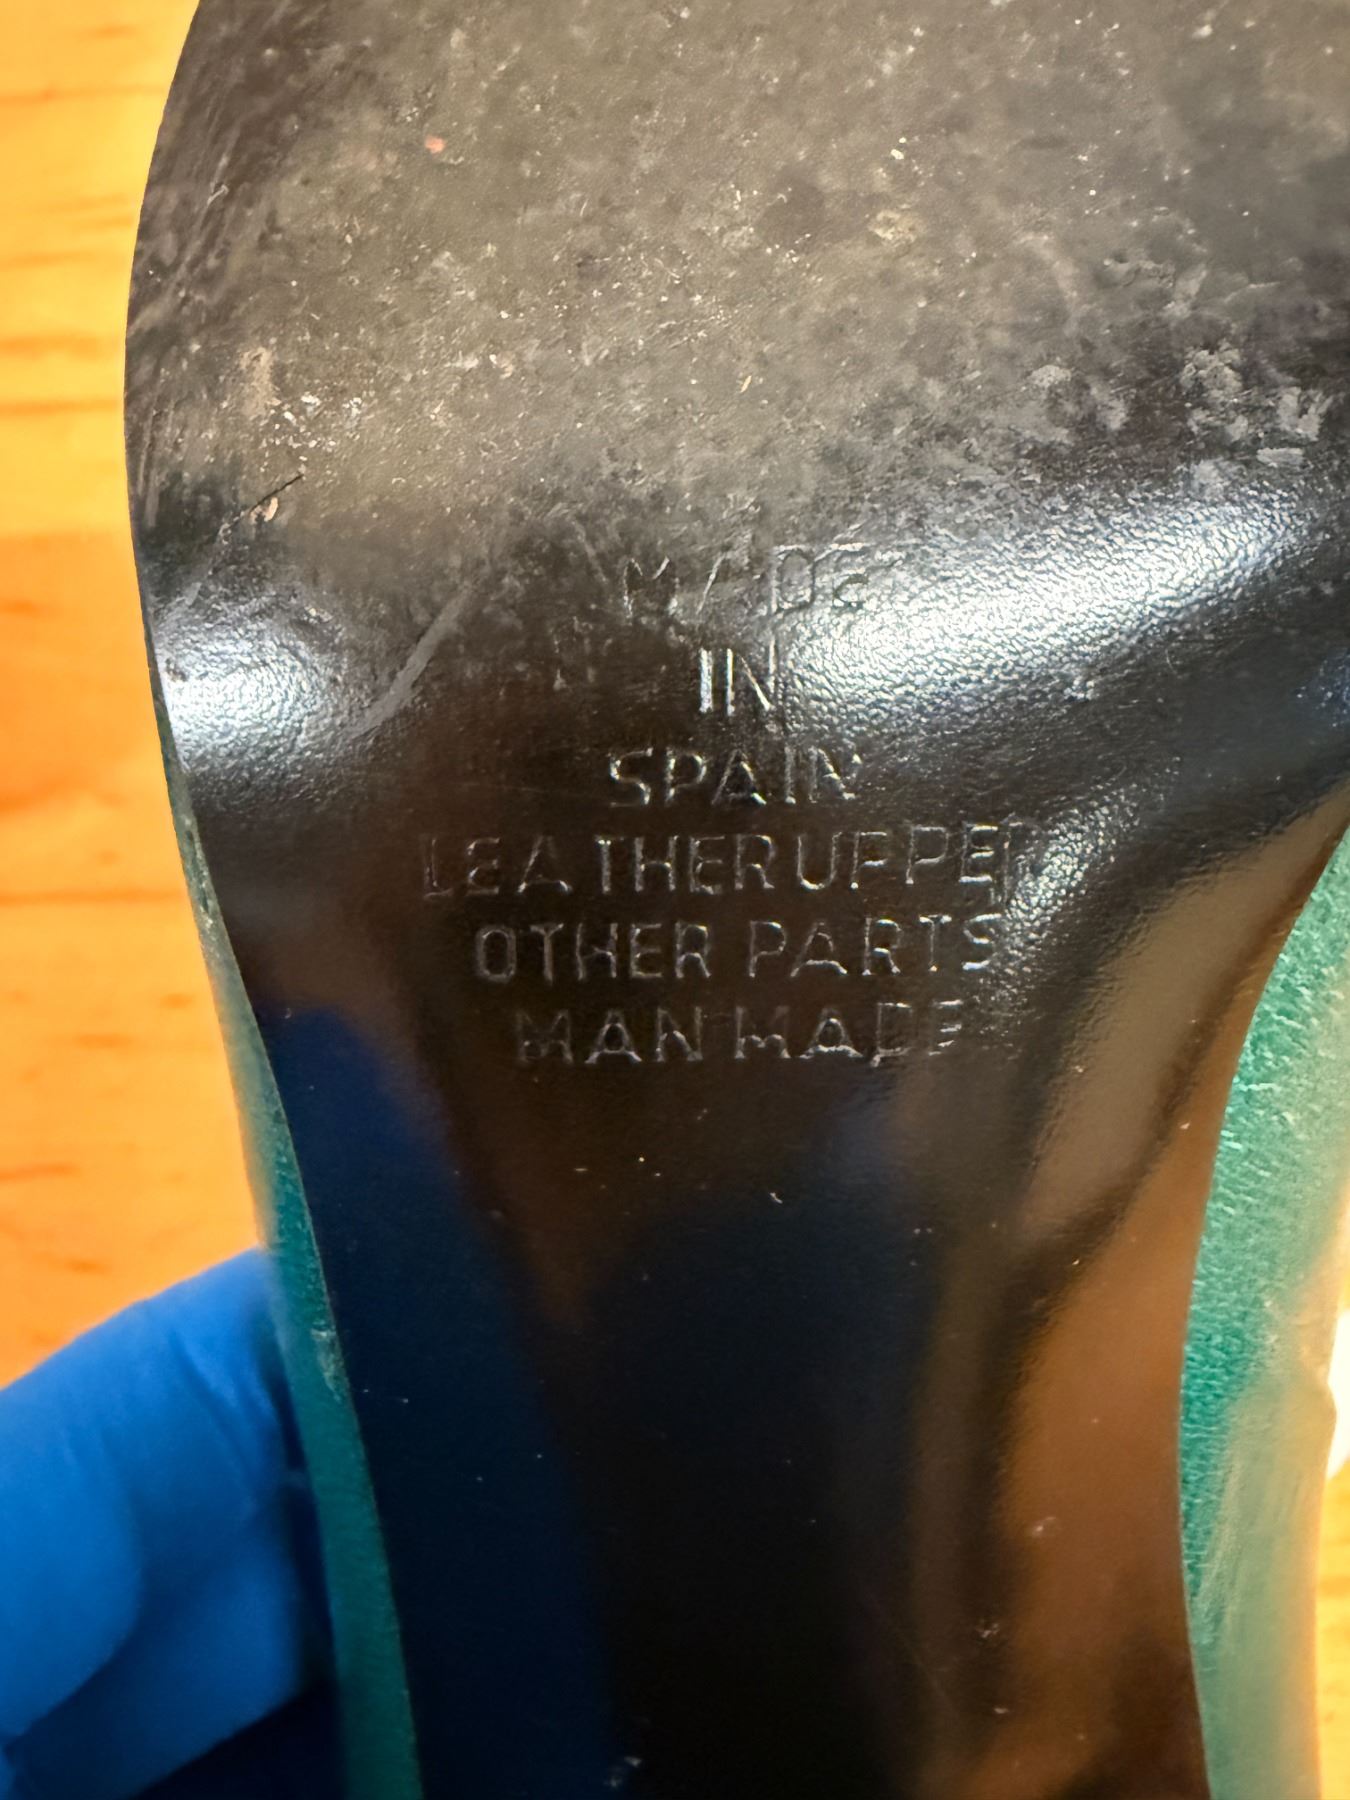 MADE
IN
SPAIN
LEATHER UPPER
OTHER PARTS
MAN MADE